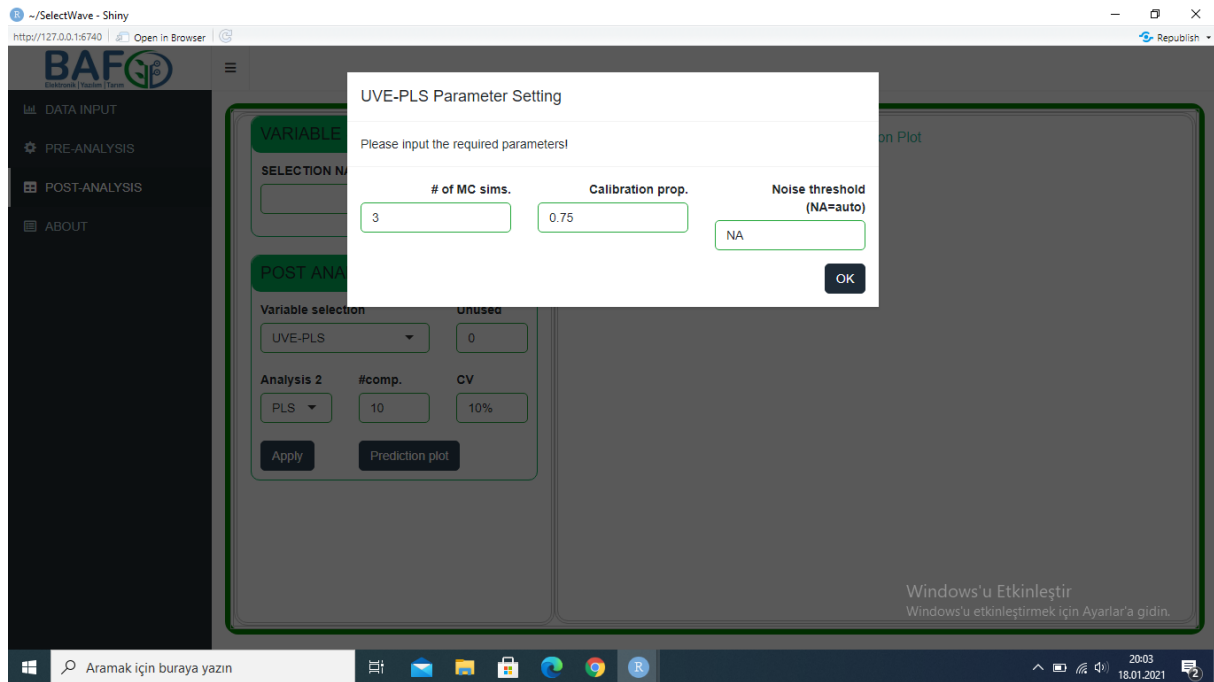 ~/SelectWave - Shiny
http://127.0.0.1:6740 Open in Browser
Republish
BAF
Elektronik | Yazılım | Tarım
DATA INPUT
PRE-ANALYSIS
POST-ANALYSIS
ABOUT
UVE-PLS Parameter Setting
Please input the required parameters!
# of MC sims.
3
Calibration prop.
0.75
Noise threshold
(NA=auto)
NA
OK
VARIABLE
SELECTION NA
on Plot
POST ANA
Variable selection
UVE-PLS
Unused
0
Analysis 2
PLS
#comp.
10
CV
10%
Apply
Prediction plot
Windows'u Etkinleştir
Windows'u etkinleştirmek için Ayarlar'a gidin.
Aramak için buraya yazın
R
20:03
18.01.2021
2